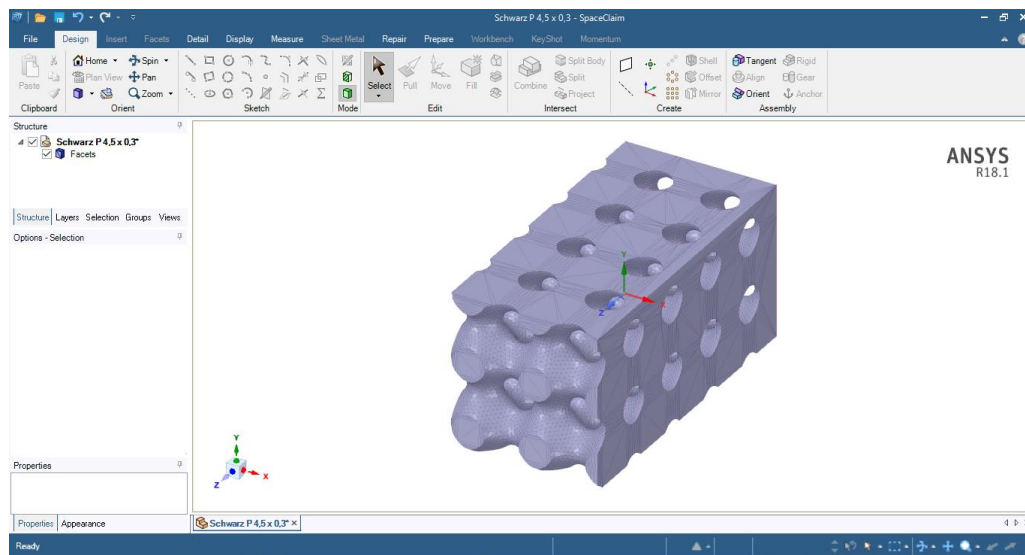 Schwarz P 4,5 x 0,3 - SpaceClaim
File Design Insert Facets Detail Display Measure Sheet Metal Repair Prepare Workbench KeyShot Momentum
Paste Home Spin Select Pull Move Fill Combine Split Body Shell Tangent Rigid
Plan View Pan Split Offset Align Gear
Zoom Project Mirror Orient Anchor
Clipboard Orient Sketch Mode Edit Intersect Create Assembly
Structure
Schwarz P 4,5 x 0,3*
Facets
ANSYS
R18.1
Structure Layers Selection Groups Views
Options - Selection
Y
X
Z
Properties
Y
X
Z
Properties Appearance
Schwarz P 4,5 x 0,3*
Ready